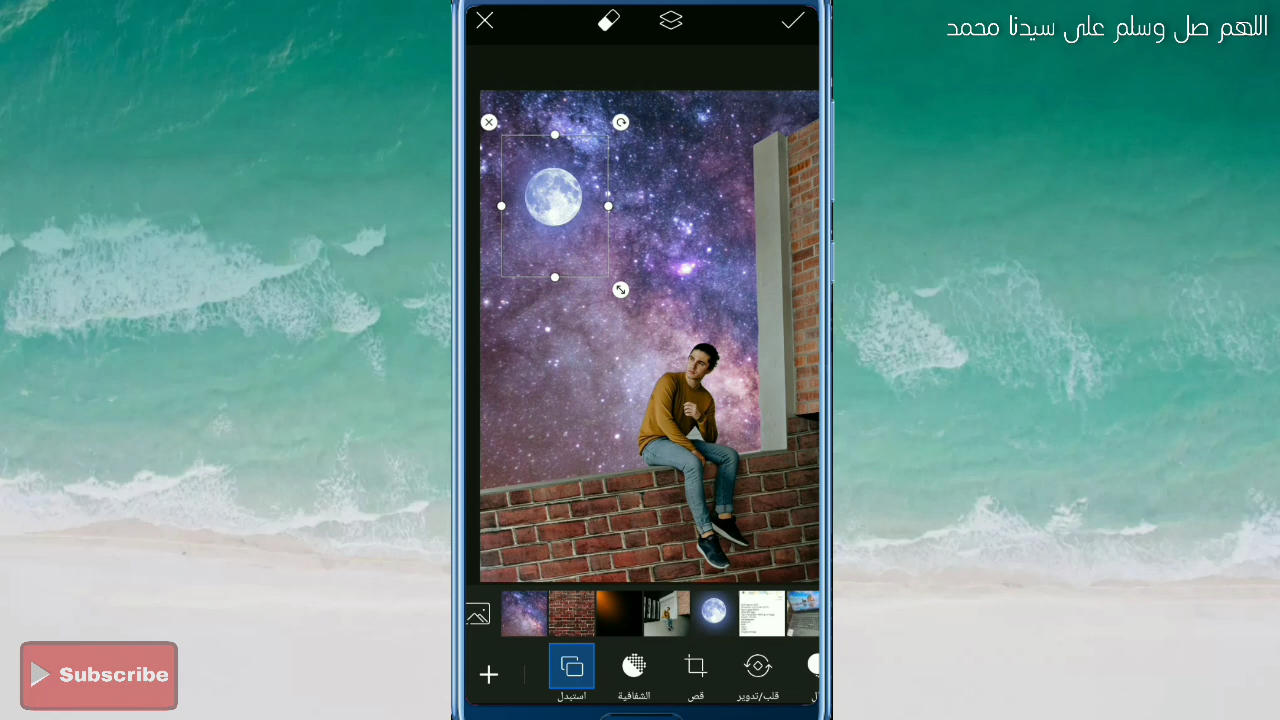 اللهم صل وسلم على سيدنا محمد
استبدل
الشفافية
قص
قلب/تدوير
Subscribe